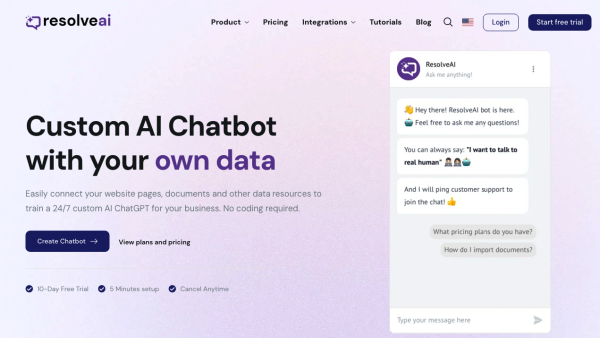 resolveai
Product
Pricing
Integrations
Tutorials
Blog
Login
Start free trial
Custom AI Chatbot
with your own data
Easily connect your website pages, documents and other data resources to
train a 24/7 custom AI ChatGPT for your business. No coding required.
Create Chatbot
View plans and pricing
10-Day Free Trial
5 Minutes setup
Cancel Anytime
ResolveAI
Ask me anything!
👋 Hey there! ResolveAI bot is here.
🤖 Feel free to ask me any questions!
You can always say: "I want to talk to
real human"
And I will ping customer support to
join the chat! 👍
What pricing plans do you have?
How do I import documents?
Type your message here